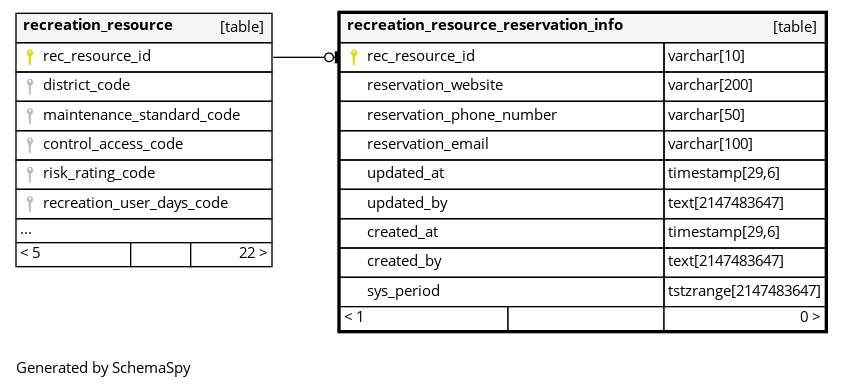 recreation_resource [table]
rec_resource_id
district_code
maintenance_standard_code
control_access_code
risk_rating_code
recreation_user_days_code
...
< 5 22 >
recreation_resource_reservation_info [table]
rec_resource_id varchar[10]
reservation_website varchar[200]
reservation_phone_number varchar[50]
reservation_email varchar[100]
updated_at timestamp[29,6]
updated_by text[2147483647]
created_at timestamp[29,6]
created_by text[2147483647]
sys_period tstzrange[2147483647]
< 1 0 >
Generated by SchemaSpy